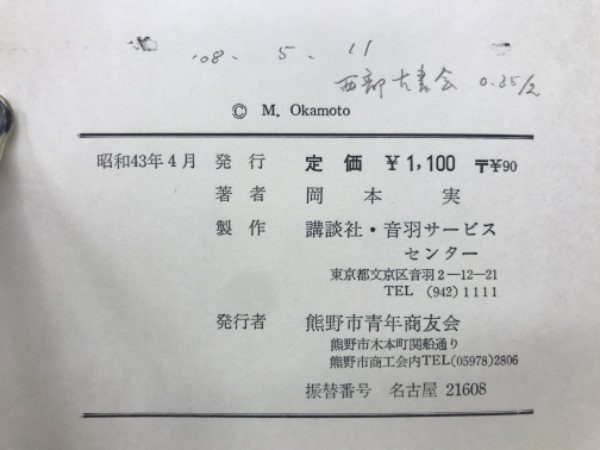 '08. 5. 11
西部古書会 0.35/2
© M. Okamoto
昭和43年4月 発行 定価 ¥1,100 〒¥90
著者 岡本 実
製作 講談社・音羽サービス
センター
東京都文京区音羽2―12―21
TEL (942) 1111
発行者 熊野市青年商友会
熊野市木本町関船通り
熊野市商工会内TEL(05978)2806
振替番号 名古屋 21608